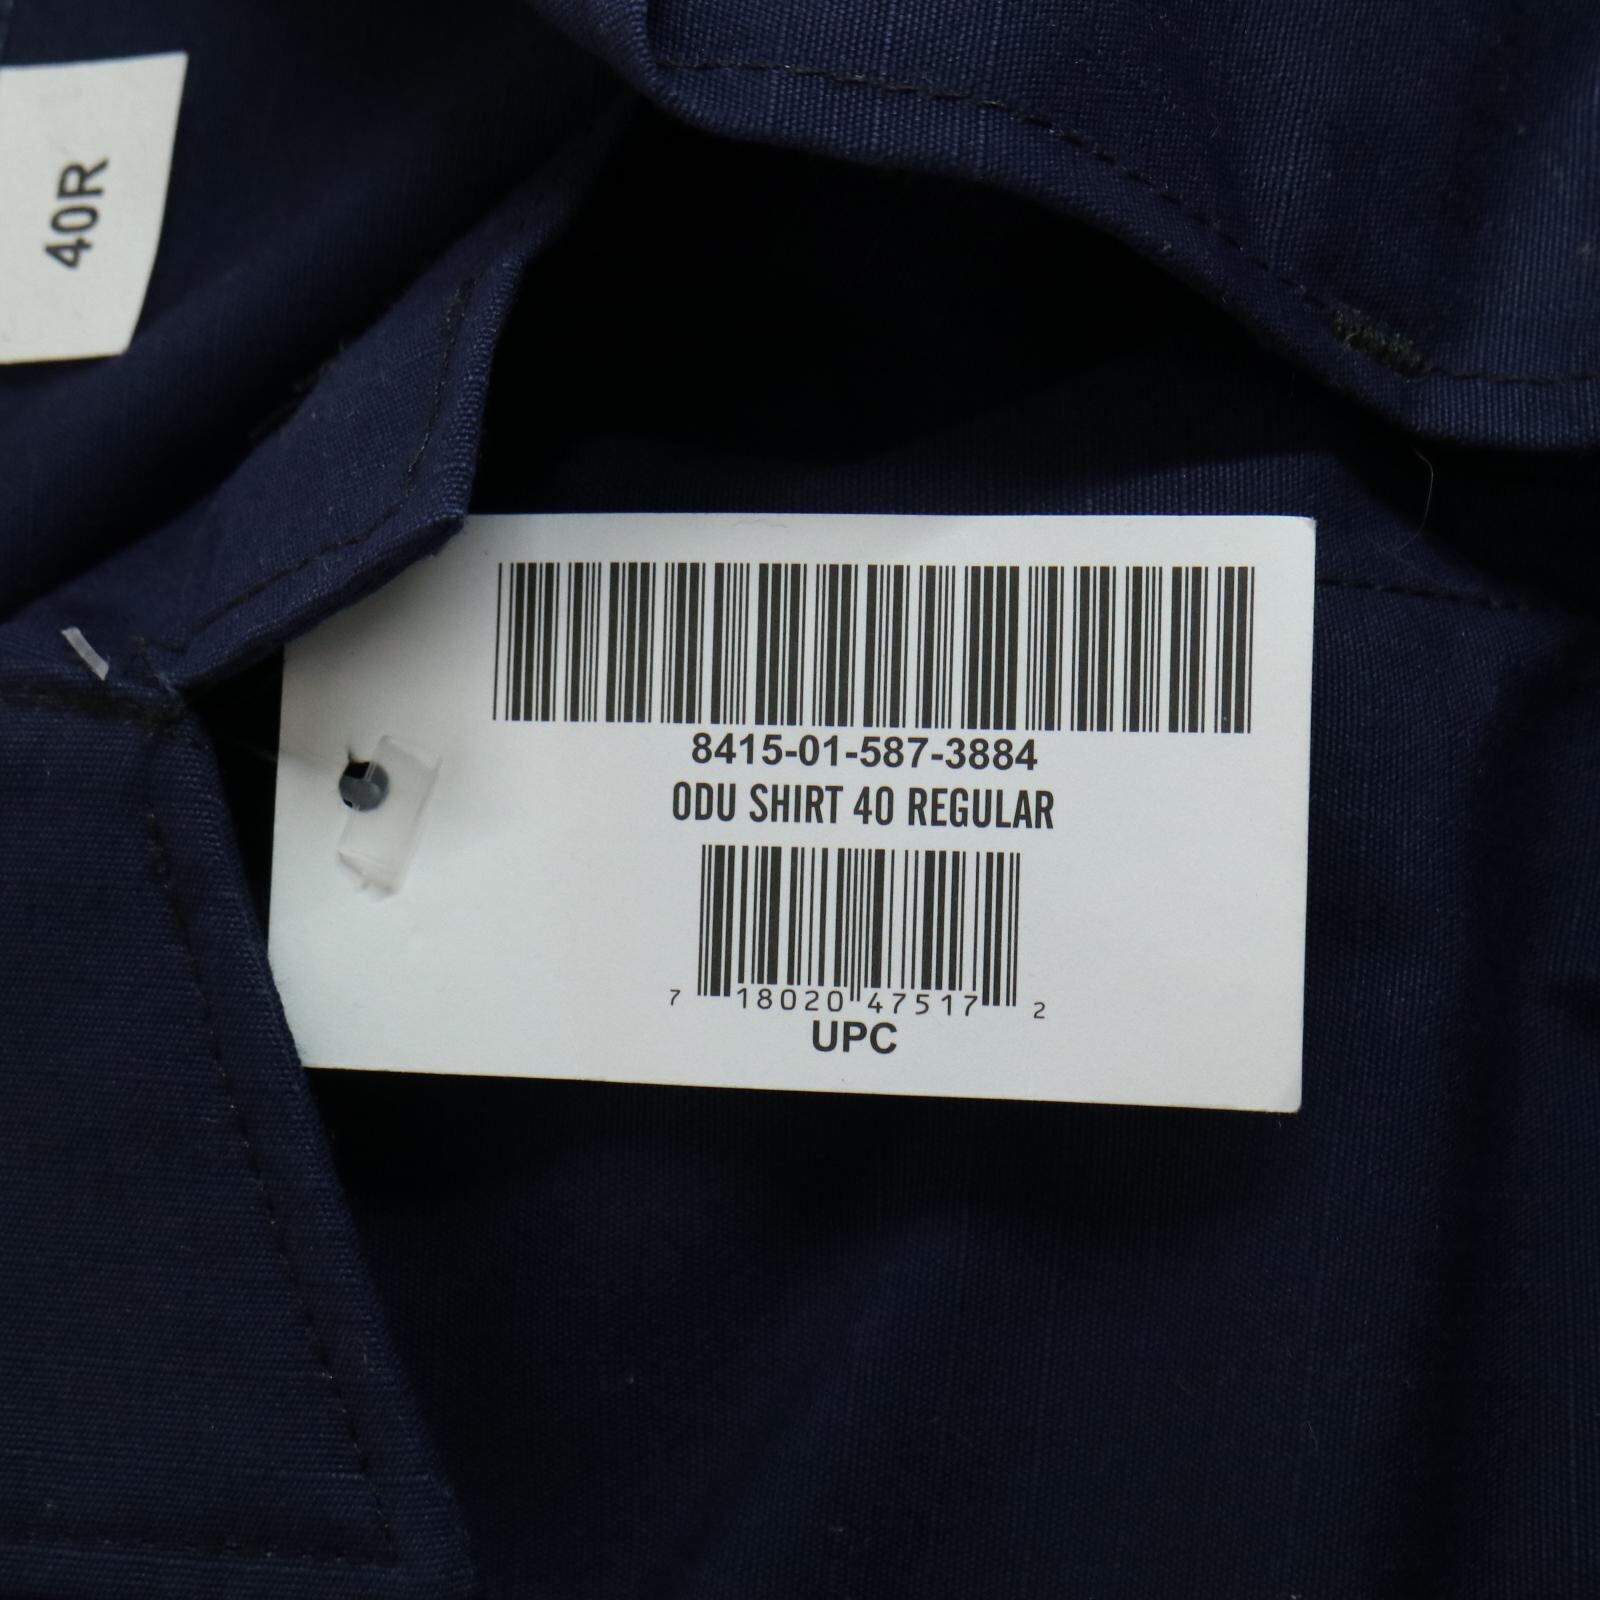 40R
8415-01-587-3884
ODU SHIRT 40 REGULAR
7 18020 47517 2
UPC